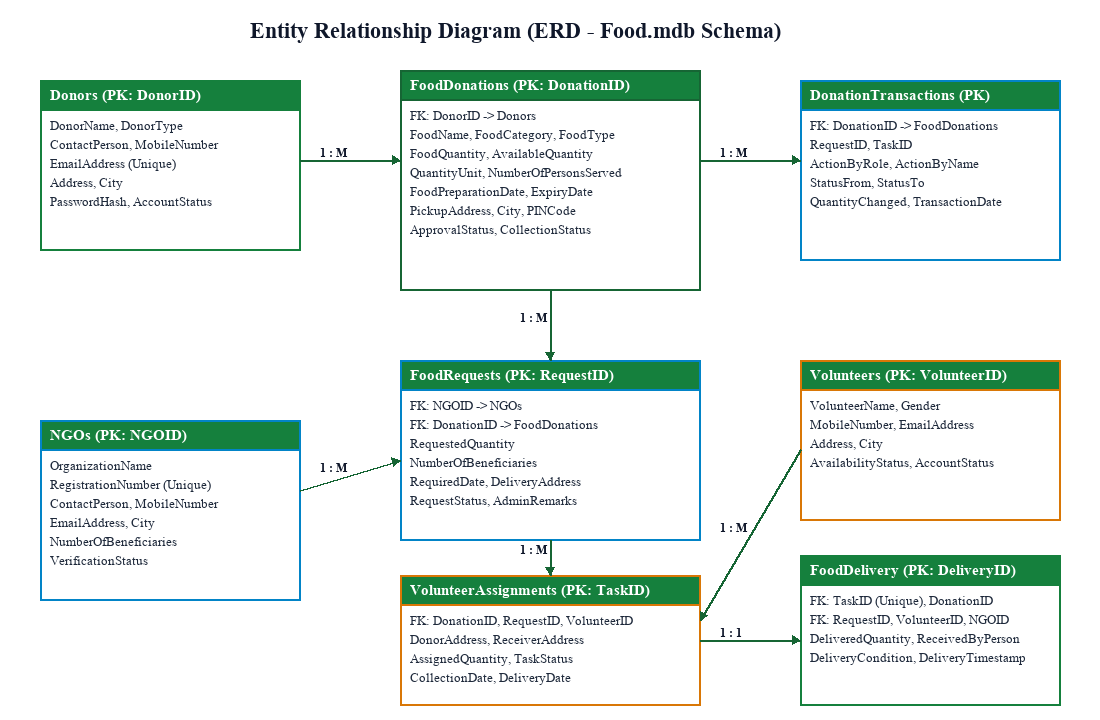 Entity Relationship Diagram (ERD - Food.mdb Schema)
Donors (PK: DonorID)
DonorName, DonorType
ContactPerson, MobileNumber
EmailAddress (Unique)
Address, City
PasswordHash, AccountStatus
1 : M
FoodDonations (PK: DonationID)
FK: DonorID -> Donors
FoodName, FoodCategory, FoodType
FoodQuantity, AvailableQuantity
QuantityUnit, NumberOfPersonsServed
FoodPreparationDate, ExpiryDate
PickupAddress, City, PINCode
ApprovalStatus, CollectionStatus
1 : M
DonationTransactions (PK)
FK: DonationID -> FoodDonations
RequestID, TaskID
ActionByRole, ActionByName
StatusFrom, StatusTo
QuantityChanged, TransactionDate
1 : M
NGOs (PK: NGOID)
OrganizationName
RegistrationNumber (Unique)
ContactPerson, MobileNumber
EmailAddress, City
NumberOfBeneficiaries
VerificationStatus
1 : M
FoodRequests (PK: RequestID)
FK: NGOID -> NGOs
FK: DonationID -> FoodDonations
RequestedQuantity
NumberOfBeneficiaries
RequiredDate, DeliveryAddress
RequestStatus, AdminRemarks
Volunteers (PK: VolunteerID)
VolunteerName, Gender
MobileNumber, EmailAddress
Address, City
AvailabilityStatus, AccountStatus
1 : M
1 : M
VolunteerAssignments (PK: TaskID)
FK: DonationID, RequestID, VolunteerID
DonorAddress, ReceiverAddress
AssignedQuantity, TaskStatus
CollectionDate, DeliveryDate
1 : 1
FoodDelivery (PK: DeliveryID)
FK: TaskID (Unique), DonationID
FK: RequestID, VolunteerID, NGOID
DeliveredQuantity, ReceivedByPerson
DeliveryCondition, DeliveryTimestamp